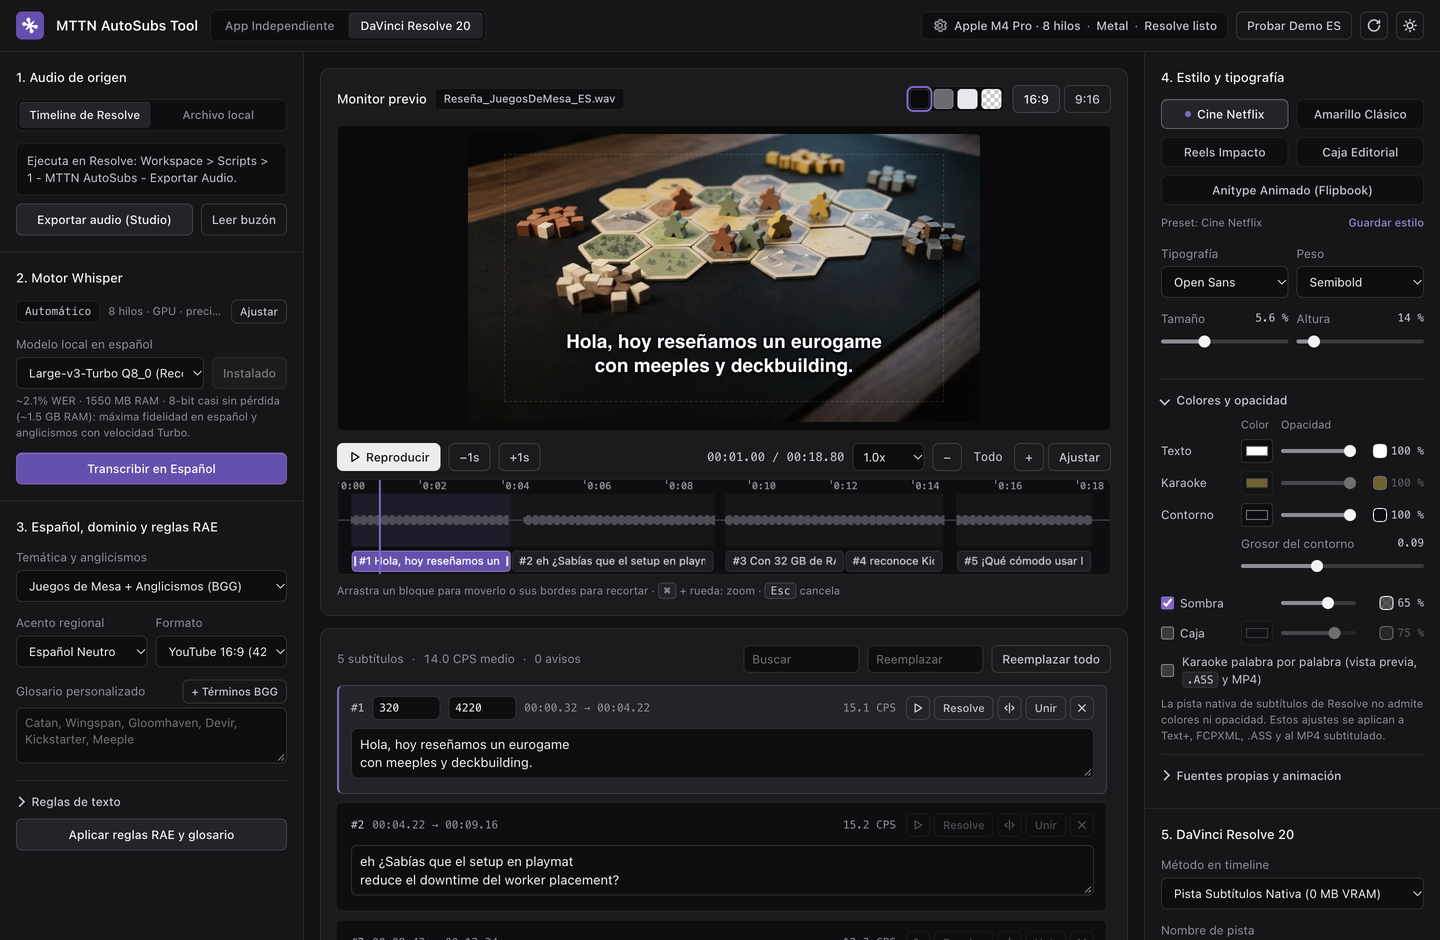 MTTN AutoSubs Tool
App Independiente
DaVinci Resolve 20
Apple M4 Pro · 8 hilos · Metal · Resolve listo
Probar Demo ES
1. Audio de origen
Timeline de Resolve
Archivo local
Ejecuta en Resolve: Workspace > Scripts >
1 - MTTN AutoSubs - Exportar Audio.
Exportar audio (Studio)
Leer buzón
2. Motor Whisper
Automático
8 hilos · GPU · preci...
Ajustar
Modelo local en español
Large-v3-Turbo Q8_0 (Rec
Instalado
~2.1% WER · 1550 MB RAM · 8-bit casi sin pérdida
(~1.5 GB RAM): máxima fidelidad en español y
anglicismos con velocidad Turbo.
Transcribir en Español
3. Español, dominio y reglas RAE
Temática y anglicismos
Juegos de Mesa + Anglicismos (BGG)
Acento regional
Formato
Español Neutro
YouTube 16:9 (42
Glosario personalizado
+ Términos BGG
Catan, Wingspan, Gloomhaven, Devir,
Kickstarter, Meeple
Reglas de texto
Aplicar reglas RAE y glosario
Monitor previo
Reseña_JuegosDeMesa_ES.wav
16:9
9:16
Hola, hoy reseñamos un eurogame
con meeples y deckbuilding.
Reproducir
−1s
+1s
00:01.00 / 00:18.80
1.0x
−
Todo
+
Ajustar
0:00
0:02
0:04
0:06
0:08
0:10
0:12
0:14
0:16
0:18
#1 Hola, hoy reseñamos un
#2 eh ¿Sabías que el setup en playr
#3 Con 32 GB de R
#4 reconoce Kic
#5 ¡Qué cómodo usar
Arrastra un bloque para moverlo o sus bordes para recortar · ⌘ + rueda: zoom · Esc cancela
5 subtítulos · 14.0 CPS medio · 0 avisos
Buscar
Reemplazar
Reemplazar todo
#1
320
4220
00:00.32 → 00:04.22
15.1 CPS
Resolve
Unir
Hola, hoy reseñamos un eurogame
con meeples y deckbuilding.
#2 00:04.22 → 00:09.16
15.2 CPS
Resolve
Unir
eh ¿Sabías que el setup en playmat
reduce el downtime del worker placement?
4. Estilo y tipografía
Cine Netflix
Amarillo Clásico
Reels Impacto
Caja Editorial
Anitype Animado (Flipbook)
Preset: Cine Netflix
Guardar estilo
Tipografía
Peso
Open Sans
Semibold
Tamaño
5.6 %
Altura
14 %
Colores y opacidad
Color
Opacidad
Texto
100 %
Karaoke
100 %
Contorno
100 %
Grosor del contorno
0.09
Sombra
65 %
Caja
75 %
Karaoke palabra por palabra (vista previa,
.ASS y MP4)
La pista nativa de subtítulos de Resolve no admite
colores ni opacidad. Estos ajustes se aplican a
Text+, FCPXML, .ASS y al MP4 subtitulado.
Fuentes propias y animación
5. DaVinci Resolve 20
Método en timeline
Pista Subtítulos Nativa (0 MB VRAM)
Nombre de pista